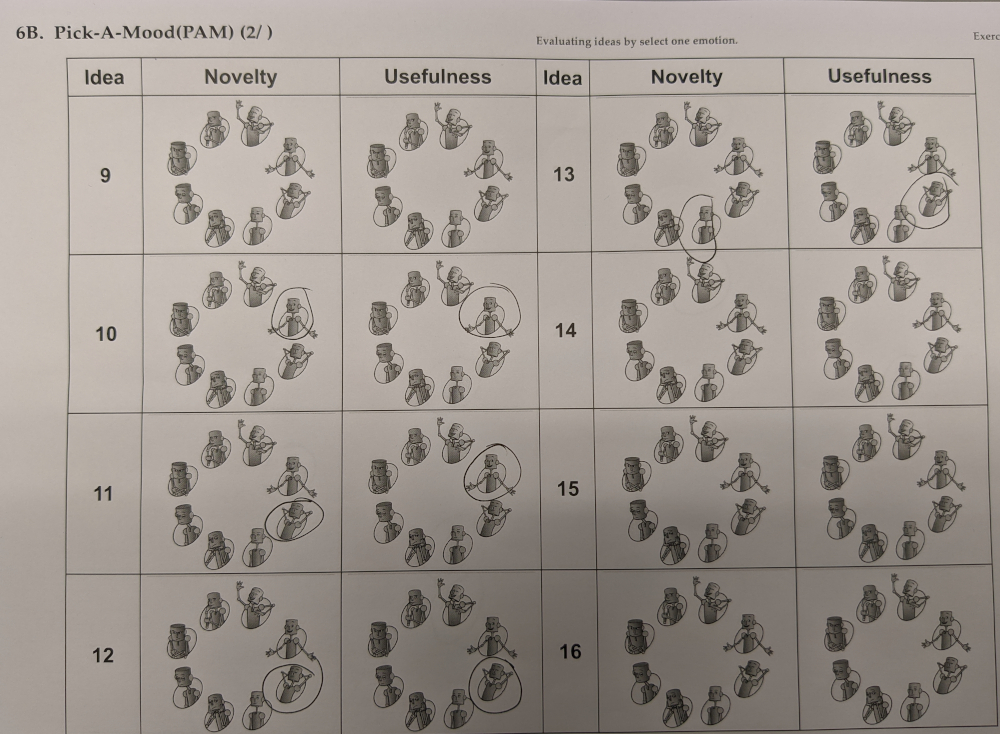 6B. Pick-A-Mood(PAM) (2/ )
Evaluating ideas by select one emotion.
Exerc
Idea Novelty Usefulness Idea Novelty Usefulness
9 13
10 14
11 15
12 16